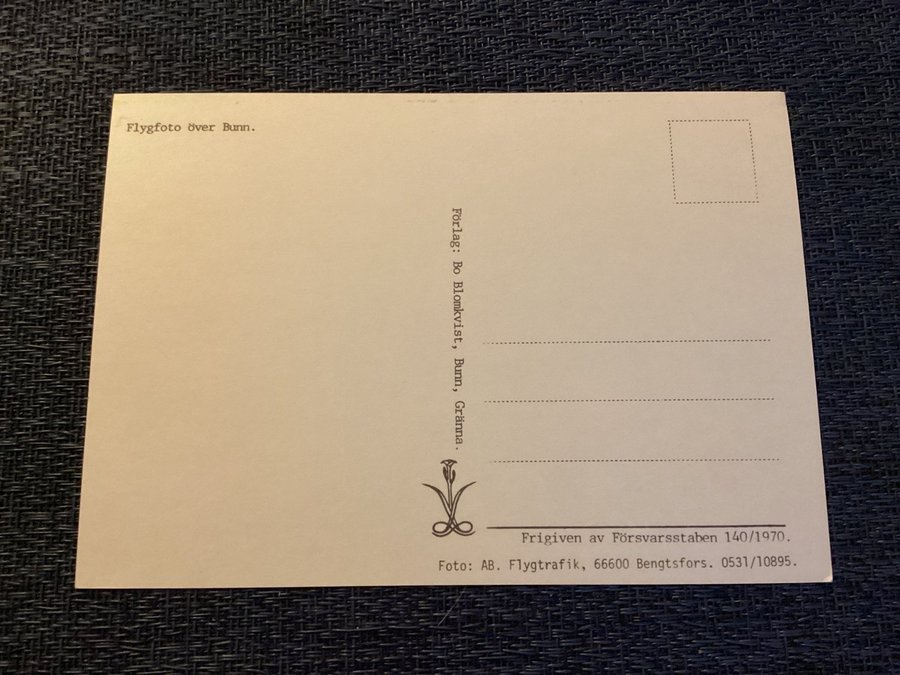 Flygfoto över Bunn.
Förlag: Bo Blomkvist, Bunn, Gränna.
Frigiven av Försvarsstaben 140/1970.
Foto: AB. Flygtrafik, 66600 Bengtsfors. 0531/10895.